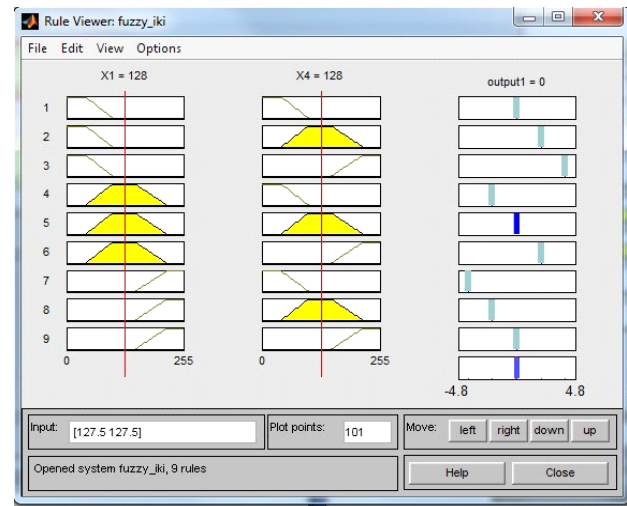 Rule Viewer: fuzzy_iki
File Edit View Options
X1 = 128 X4 = 128 output1 = 0
1
2
3
4
5
6
7
8
9
0 255 0 255
-4.8 4.8
Input: [127.5 127.5] Plot points: 101 Move: left right down up
Opened system fuzzy_iki, 9 rules Help Close